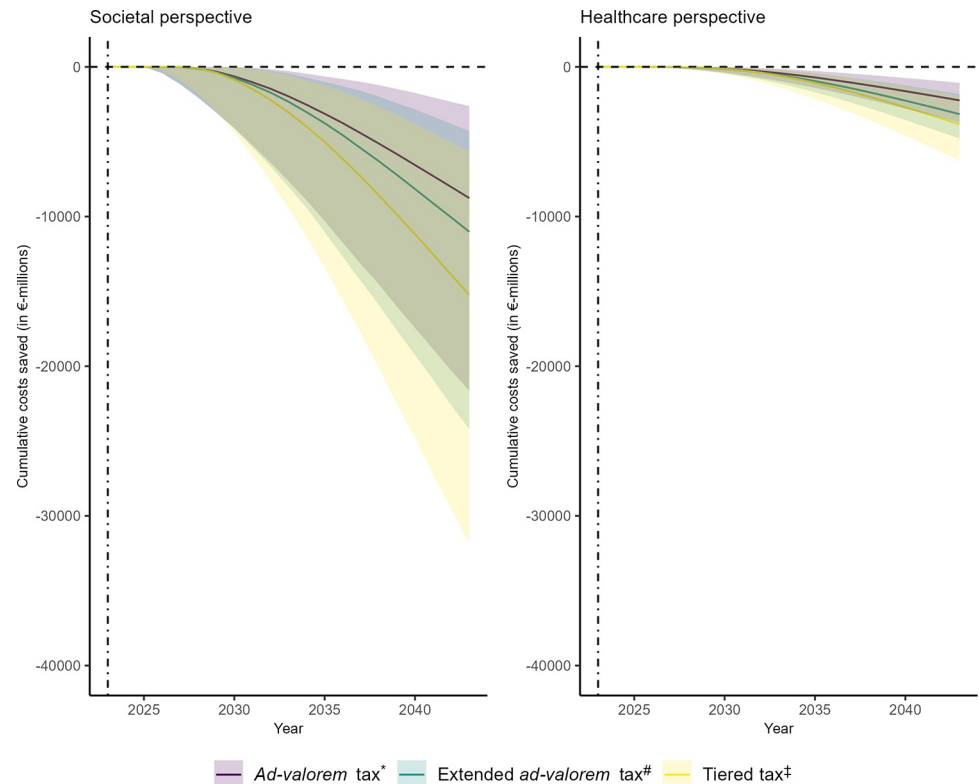 Societal perspective
Healthcare perspective
Cumulative costs saved (in €-millions)
0
-10000
-20000
-30000
-40000
2025 2030 2035 2040
Year
Cumulative costs saved (in €-millions)
0
-10000
-20000
-30000
-40000
2025 2030 2035 2040
Year
Ad-valorem tax* Extended ad-valorem tax# Tiered tax‡